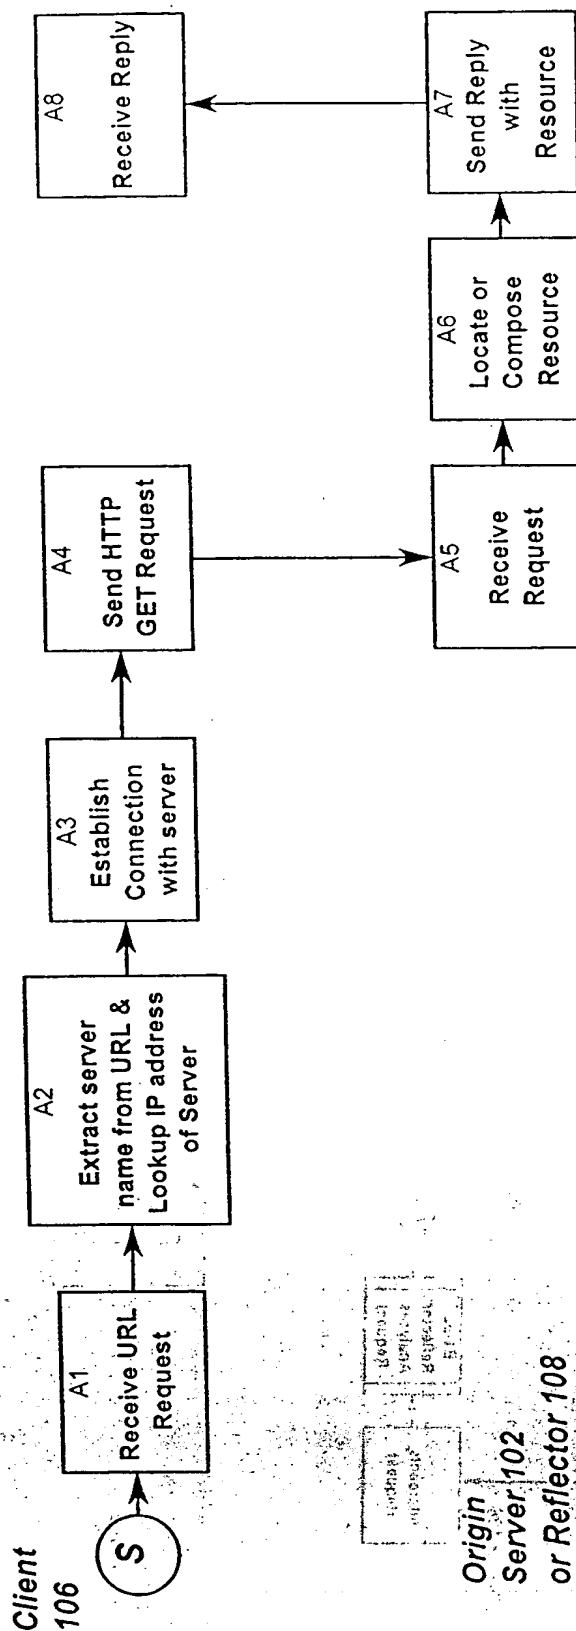 Client
106
S
A1
Receive URL
Request
A2
Extract server
name from URL &
Lookup IP address
of Server
A3
Establish
Connection
with server
A4
Send HTTP
GET Request
A8
Receive Reply
Origin
Server 102
or Reflector 108
A5
Receive
Request
A6
Locate or
Compose
Resource
A7
Send Reply
with
Resource